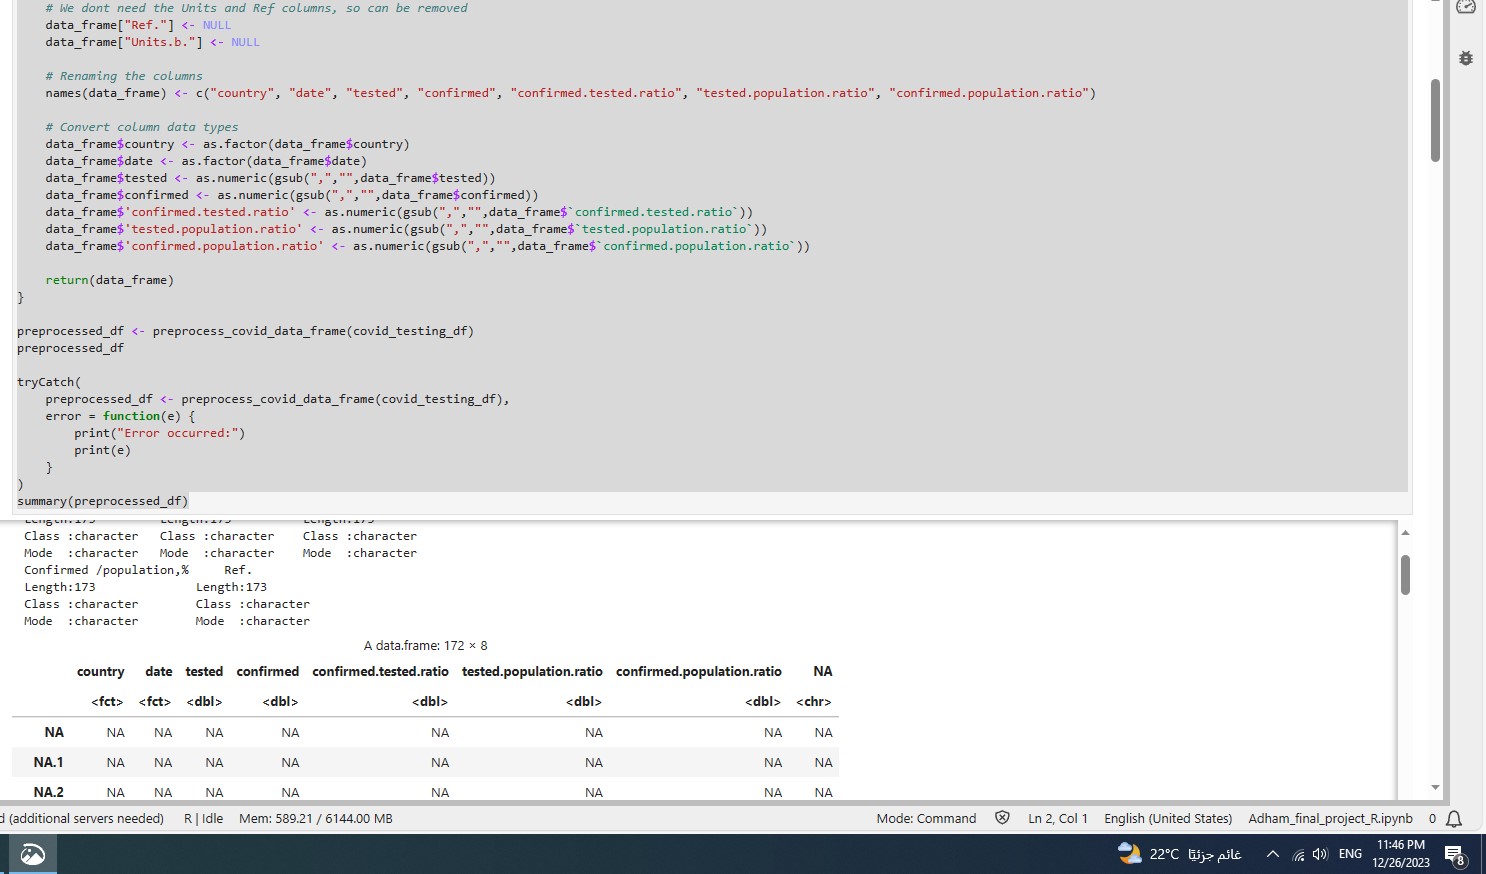 # We dont need the Units and Ref columns, so can be removed
data_frame["Ref."] <- NULL
data_frame["Units.b."] <- NULL
# Renaming the columns
names(data_frame) <- c("country", "date", "tested", "confirmed", "confirmed.tested.ratio", "tested.population.ratio", "confirmed.population.ratio")
# Convert column data types
data_frame$country <- as.factor(data_frame$country)
data_frame$date <- as.factor(data_frame$date)
data_frame$tested <- as.numeric(gsub(",","",data_frame$tested))
data_frame$confirmed <- as.numeric(gsub(",","",data_frame$confirmed))
data_frame$'confirmed.tested.ratio' <- as.numeric(gsub(",","",data_frame$`confirmed.tested.ratio`))
data_frame$'tested.population.ratio' <- as.numeric(gsub(",","",data_frame$`tested.population.ratio`))
data_frame$'confirmed.population.ratio' <- as.numeric(gsub(",","",data_frame$`confirmed.population.ratio`))
return(data_frame)
}
preprocessed_df <- preprocess_covid_data_frame(covid_testing_df)
preprocessed_df
tryCatch(
preprocessed_df <- preprocess_covid_data_frame(covid_testing_df),
error = function(e) {
print("Error occurred:")
print(e)
}
)
summary(preprocessed_df)
Length:173 Length:173 Length:173
Class :character Class :character Class :character
Mode :character Mode :character Mode :character
Confirmed /population,% Ref.
Length:173 Length:173
Class :character Class :character
Mode :character Mode :character
A data.frame: 172 × 8
country date tested confirmed confirmed.tested.ratio tested.population.ratio confirmed.population.ratio NA
<fct> <fct> <dbl> <dbl> <dbl> <dbl> <dbl> <chr>
NA NA NA NA NA NA NA NA NA
NA.1 NA NA NA NA NA NA NA NA
NA.2 NA NA NA NA NA NA NA NA
(additional servers needed) R | Idle Mem: 589.21 / 6144.00 MB Mode: Command Ln 2, Col 1 English (United States) Adham_final_project_R.ipynb 0
22°C غائم جزئيًا ENG 11:46 PM
12/26/2023 8